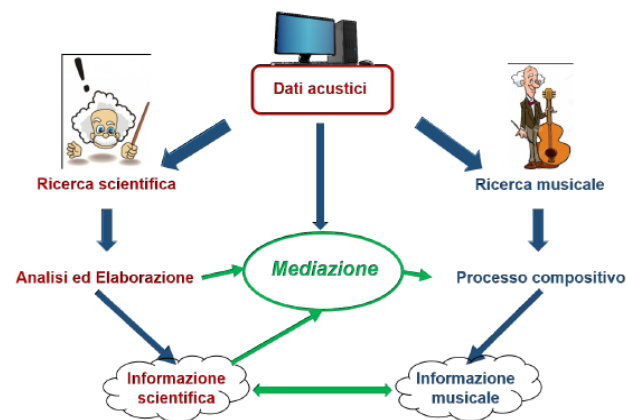 Dati acustici
Ricerca scientifica
Ricerca musicale
Mediazione
Analisi ed Elaborazione
Processo compositivo
Informazione
scientifica
Informazione
musicale